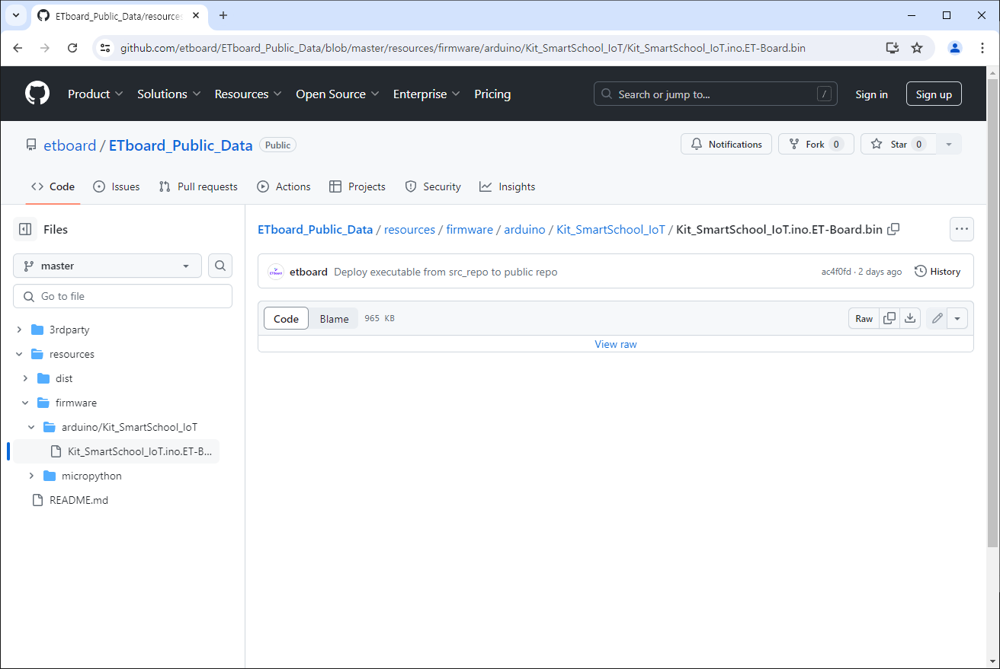 ETboard_Public_Data/resources
github.com/etboard/ETboard_Public_Data/blob/master/resources/firmware/arduino/Kit_SmartSchool_IoT/Kit_SmartSchool_IoT.ino.ET-Board.bin
Product Solutions Resources Open Source Enterprise Pricing Search or jump to... / Sign in Sign up
etboard / ETboard_Public_Data Public Notifications Fork 0 Star 0
Code Issues Pull requests Actions Projects Security Insights
Files
master
Go to file
3rdparty
resources
dist
firmware
arduino/Kit_SmartSchool_IoT
Kit_SmartSchool_IoT.ino.ET-B...
micropython
README.md
ETboard_Public_Data / resources / firmware / arduino / Kit_SmartSchool_IoT / Kit_SmartSchool_IoT.ino.ET-Board.bin
etboard Deploy executable from src_repo to public repo ac4f0fd · 2 days ago History
Code Blame 965 KB Raw
View raw